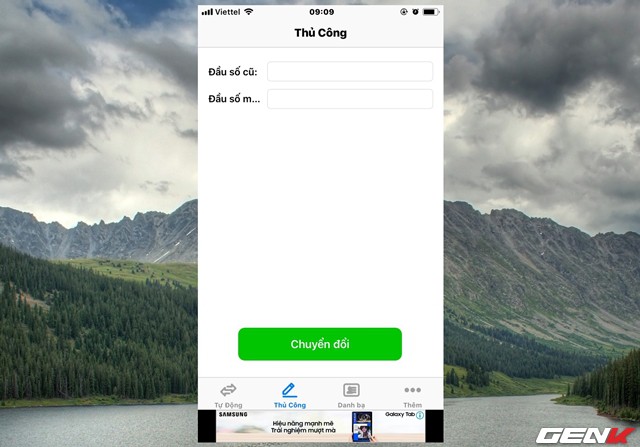 Viettel 09:09
Thủ Công
Đầu số cũ:
Đầu số m...
Chuyển đổi
Tự Động Thủ Công Danh bạ Thêm
SAMSUNG
Hiệu năng mạnh mẽ
Trải nghiệm mượt mà
Galaxy Tab
GENK